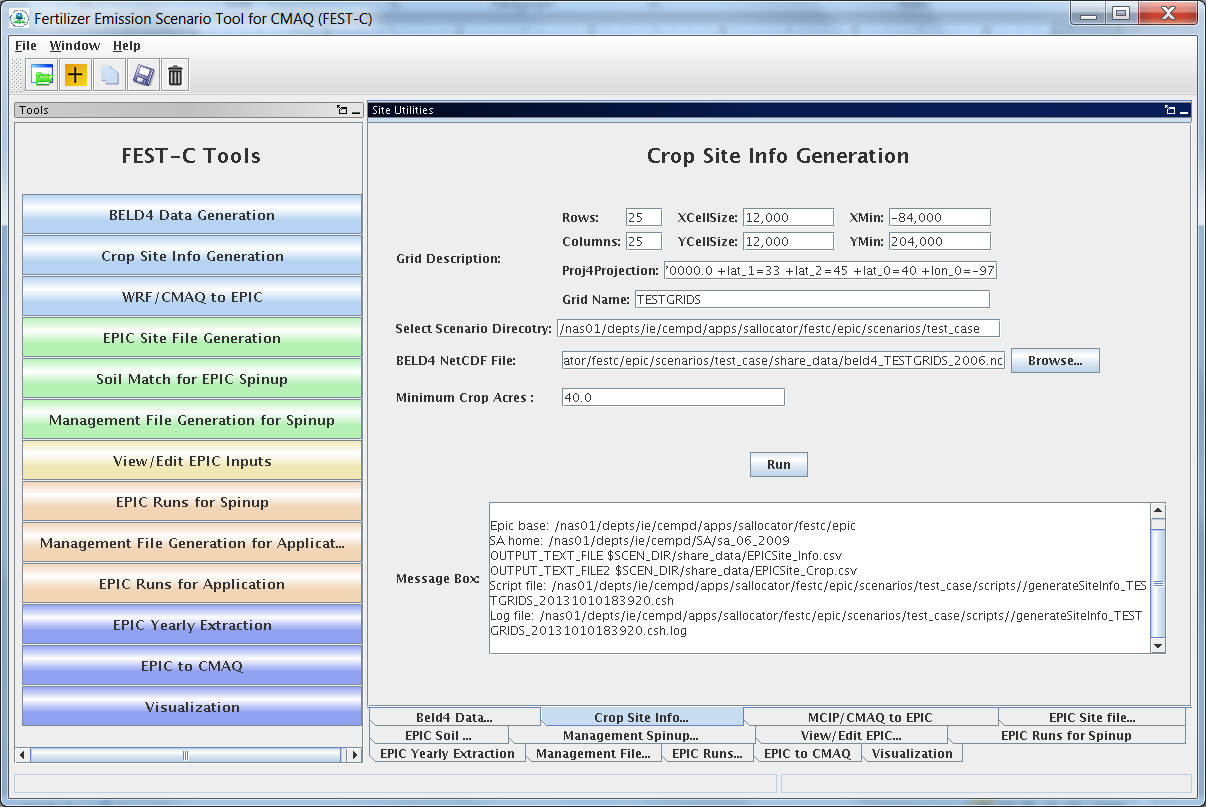 Fertilizer Emission Scenario Tool for CMAQ (FEST-C)
File Window Help
Tools
FEST-C Tools
BELD4 Data Generation
Crop Site Info Generation
WRF/CMAQ to EPIC
EPIC Site File Generation
Soil Match for EPIC Spinup
Management File Generation for Spinup
View/Edit EPIC Inputs
EPIC Runs for Spinup
Management File Generation for Applicat...
EPIC Runs for Application
EPIC Yearly Extraction
EPIC to CMAQ
Visualization
Site Utilities
Crop Site Info Generation
Grid Description:
Rows: 25 XCellSize: 12,000 XMin: -84,000
Columns: 25 YCellSize: 12,000 YMin: 204,000
Proj4Projection: '0000.0 +lat_1=33 +lat_2=45 +lat_0=40 +lon_0=-97
Grid Name: TESTGRIDS
Select Scenario Direcotry: /nas01/depts/ie/cempd/apps/sallocator/festc/epic/scenarios/test_case
BELD4 NetCDF File: ator/festc/epic/scenarios/test_case/share_data/beld4_TESTGRIDS_2006.nc Browse...
Minimum Crop Acres : 40.0
Run
Message Box:
Epic base: /nas01/depts/ie/cempd/apps/sallocator/festc/epic
SA home: /nas01/depts/ie/cempd/SA/sa_06_2009
OUTPUT_TEXT_FILE $SCEN_DIR/share_data/EPICSite_Info.csv
OUTPUT_TEXT_FILE2 $SCEN_DIR/share_data/EPICSite_Crop.csv
Script file: /nas01/depts/ie/cempd/apps/sallocator/festc/epic/scenarios/test_case/scripts//generateSiteInfo_TES
TGRIDS_20131010183920.csh
Log file: /nas01/depts/ie/cempd/apps/sallocator/festc/epic/scenarios/test_case/scripts//generateSiteInfo_TEST
GRIDS_20131010183920.csh.log
Beld4 Data... Crop Site Info... MCIP/CMAQ to EPIC EPIC Site file...
EPIC Soil ... Management Spinup... View/Edit EPIC... EPIC Runs for Spinup
EPIC Yearly Extraction Management File... EPIC Runs... EPIC to CMAQ Visualization